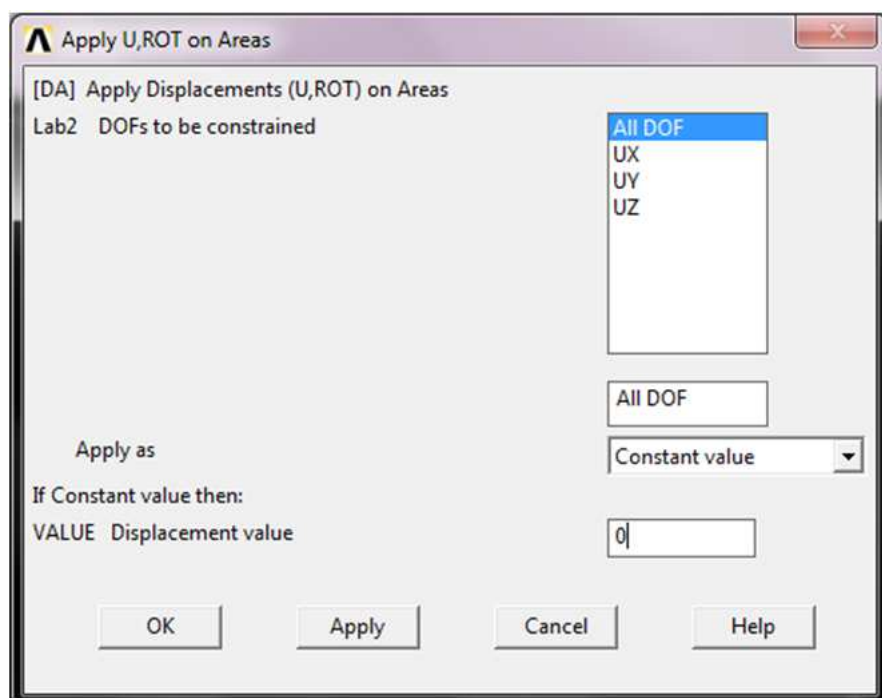 Apply U,ROT on Areas
[DA] Apply Displacements (U,ROT) on Areas
Lab2 DOFs to be constrained
All DOF
UX
UY
UZ
All DOF
Apply as
Constant value
If Constant value then:
VALUE Displacement value
0
OK
Apply
Cancel
Help